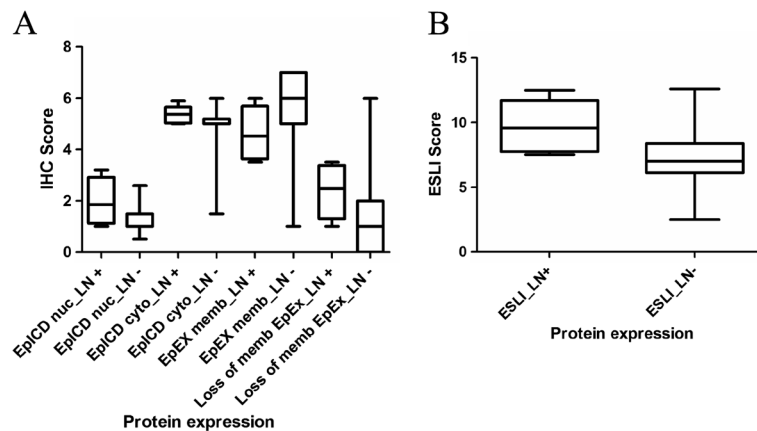 A
B
IHC Score
8
6
4
2
0
EpICD nuc_LN +
EpICD nuc_LN -
EpICD cyto_LN +
EpICD cyto_LN -
EpEX memb_LN +
EpEX memb_LN -
Loss of memb EpEx_LN +
Loss of memb EpEx_LN -
Protein expression
ESLI Score
15
10
5
0
ESLI_LN+
ESLI_LN-
Protein expression